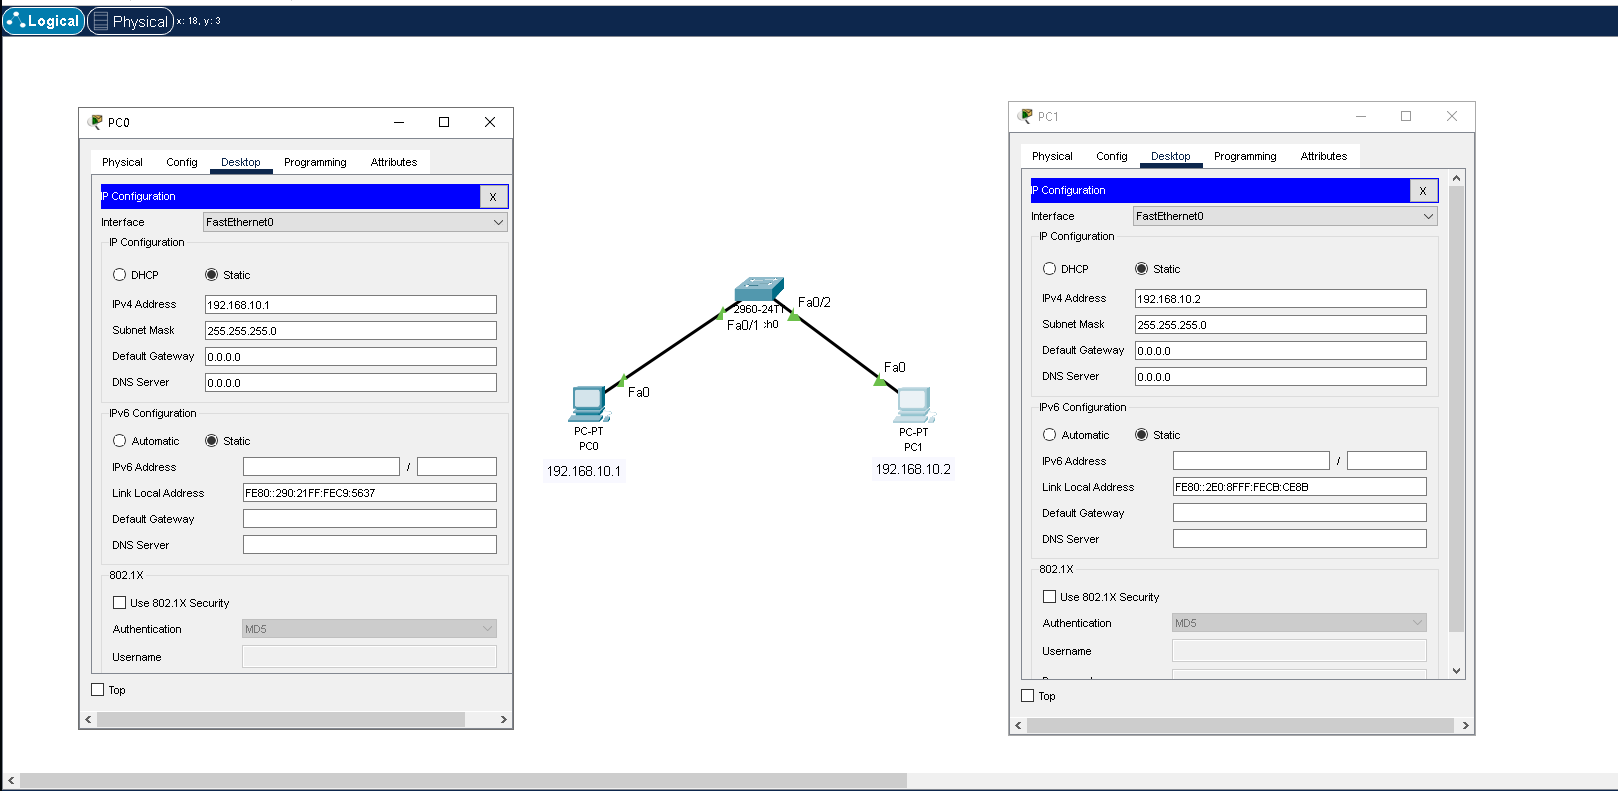 Logical Physical x: 18, y: 3
PC0
Physical Config Desktop Programming Attributes
IP Configuration X
Interface FastEthernet0
IP Configuration
DHCP Static
IPv4 Address 192.168.10.1
Subnet Mask 255.255.255.0
Default Gateway 0.0.0.0
DNS Server 0.0.0.0
IPv6 Configuration
Automatic Static
IPv6 Address /
Link Local Address FE80::290:21FF:FEC9:5637
Default Gateway
DNS Server
802.1X
Use 802.1X Security
Authentication MD5
Username
Top
2960-24TT
Fa0/1 :h0
Fa0/2
Fa0
Fa0
PC-PT
PC0
192.168.10.1
PC-PT
PC1
192.168.10.2
PC1
Physical Config Desktop Programming Attributes
IP Configuration X
Interface FastEthernet0
IP Configuration
DHCP Static
IPv4 Address 192.168.10.2
Subnet Mask 255.255.255.0
Default Gateway 0.0.0.0
DNS Server 0.0.0.0
IPv6 Configuration
Automatic Static
IPv6 Address /
Link Local Address FE80::2E0:8FFF:FECB:CE8B
Default Gateway
DNS Server
802.1X
Use 802.1X Security
Authentication MD5
Username
Top